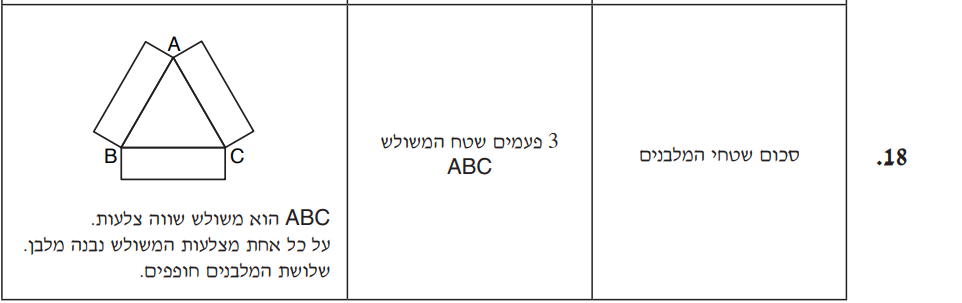 18.
סכום שטחי המלבנים
3 פעמים שטח המשולש
ABC
A
B
C
ABC הוא משולש שווה צלעות.
על כל אחת מצלעות המשולש נבנה מלבן.
שלושת המלבנים חופפים.